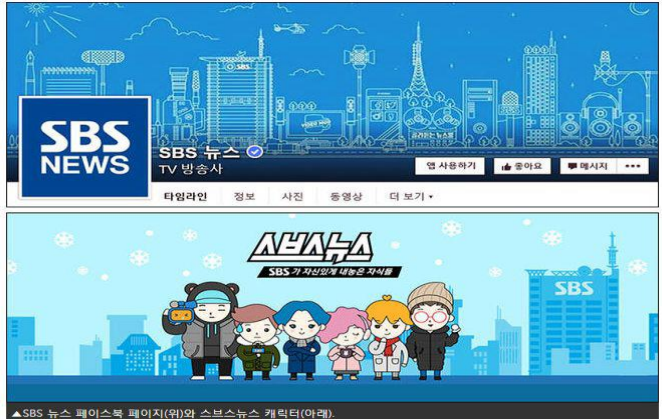 SBS
SBS
NEWS
SBS 뉴스
TV 방송사
앱 사용하기
좋아요
메시지
•••
타임라인 정보 사진 동영상 더 보기
스브스뉴스
SBS가 자신있게 내놓은 자식들
SBS
▲SBS 뉴스 페이스북 페이지(위)와 스브스뉴스 캐릭터(아래).